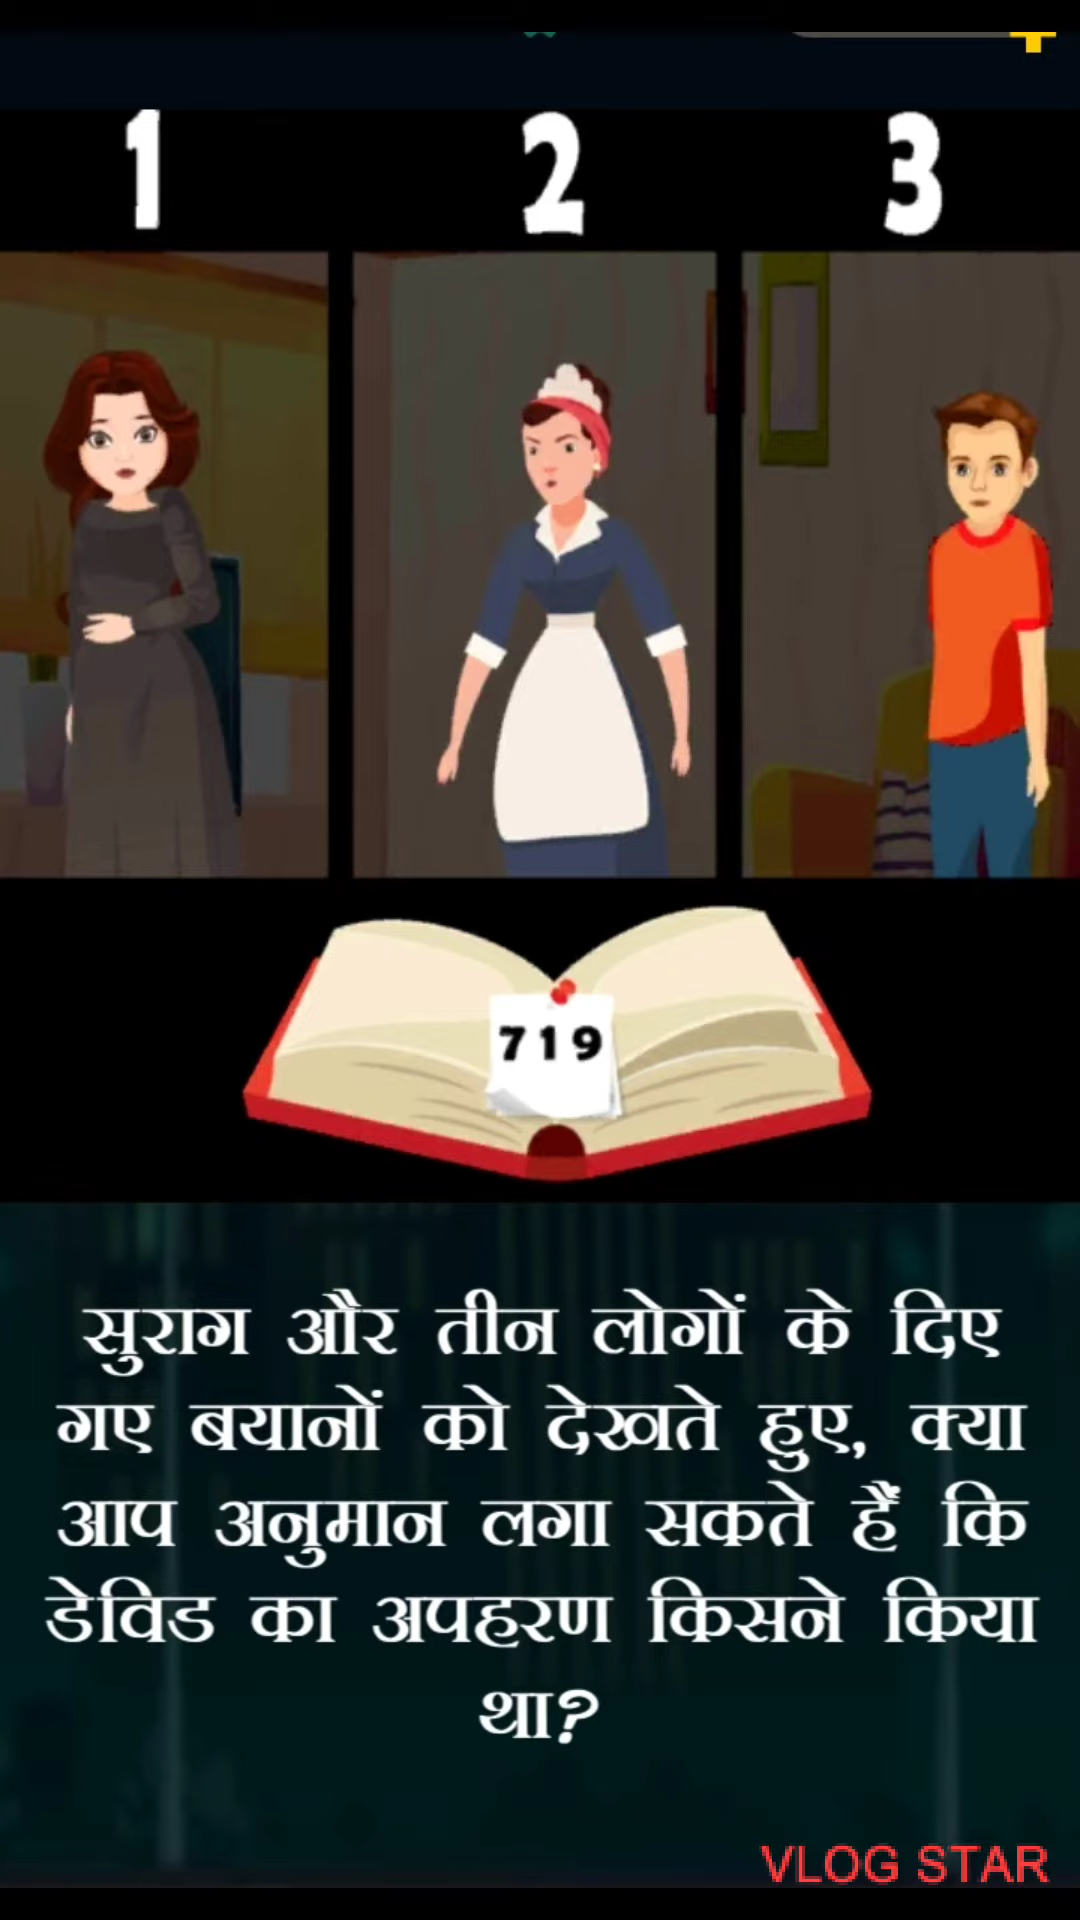 1 2 3
719
सुराग और तीन लोगों के दिए
गए बयानों को देखते हुए, क्या
आप अनुमान लगा सकते हैं कि
डेविड का अपहरण किसने किया
था?
VLOG STAR